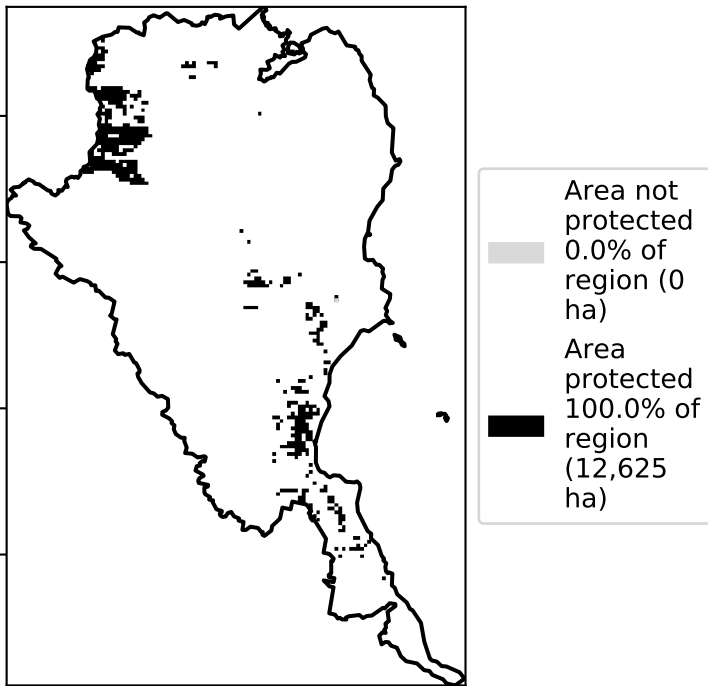 Area not
protected
0.0% of
region (0
ha)
Area
protected
100.0% of
region
(12,625
ha)